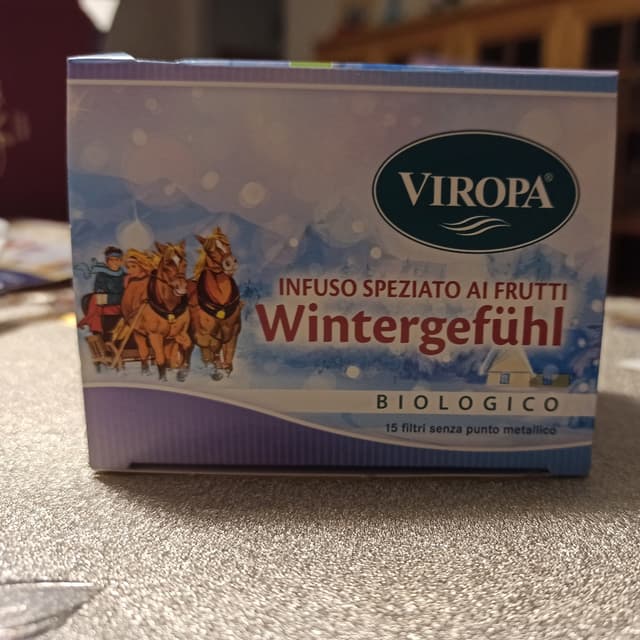 VIROPA®
INFUSO SPEZIATO AI FRUTTI
Wintergefühl
BIOLOGICO
15 filtri senza punto metallico